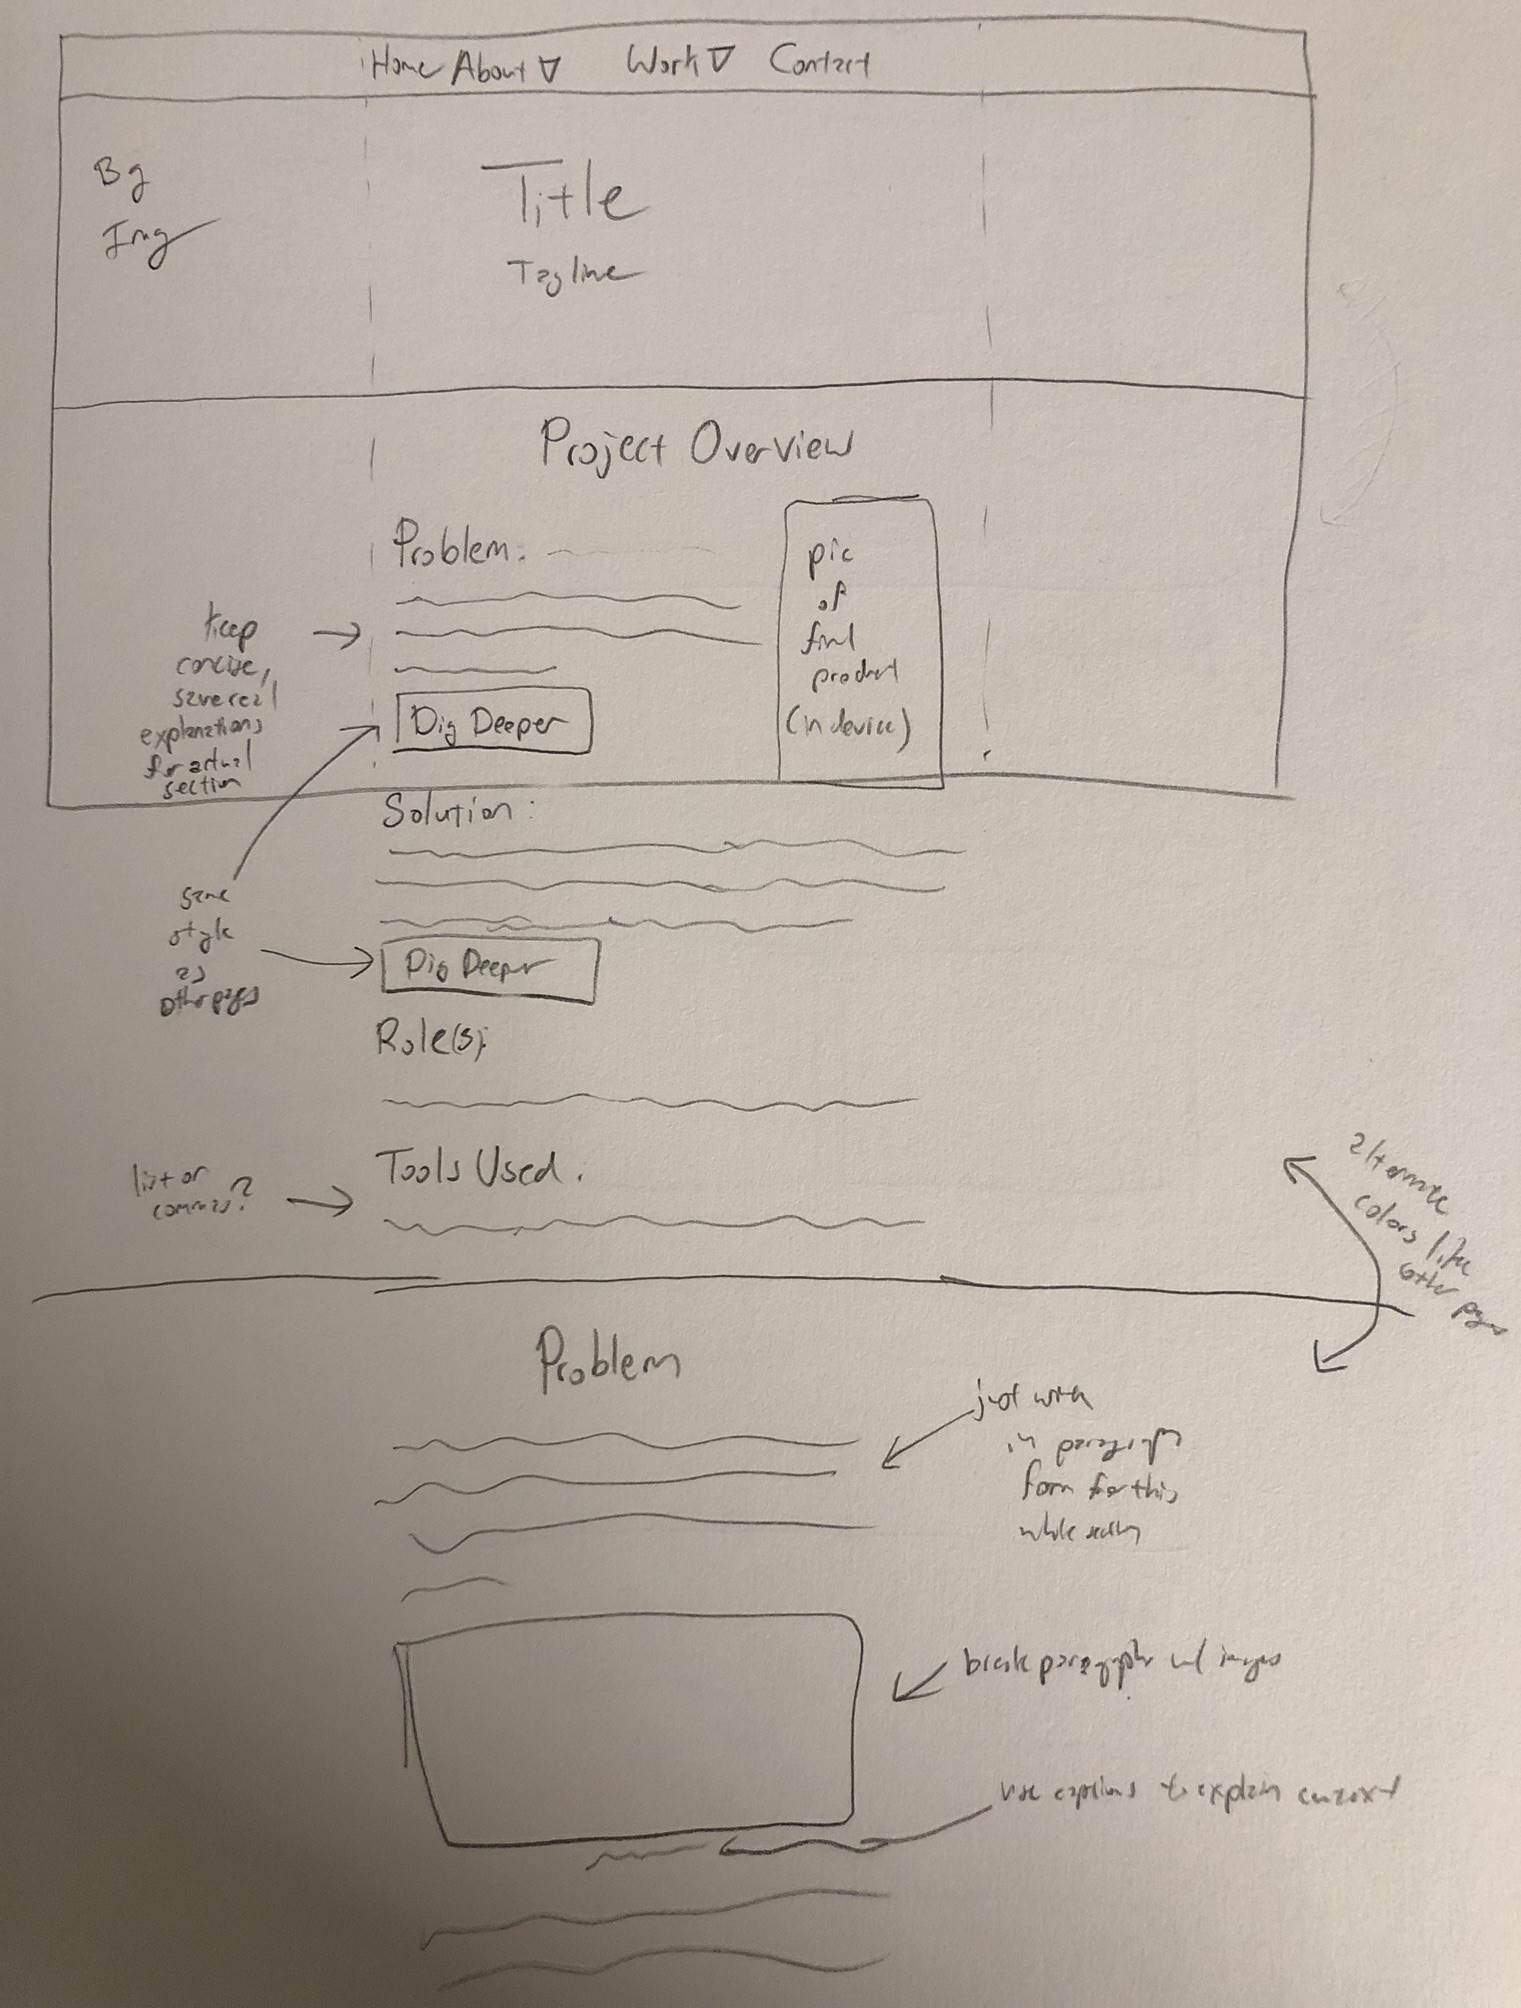 Home About ▽ Work ▽ Contact
Bg
Img
Title
Tagline
Project Overview
Problem:
pic
of
final
product
(in device)
keep
concise,
save real
explanations
for actual
section
Dig Deeper
Solution:
same
style
as
other pages
Dig Deeper
Role(s):
Tools Used:
list or
commas?
alternate
colors like
other pages
Problem
just work
in paragraph
form for this
whole section
break paragraphs w/ images
use captions to explain context